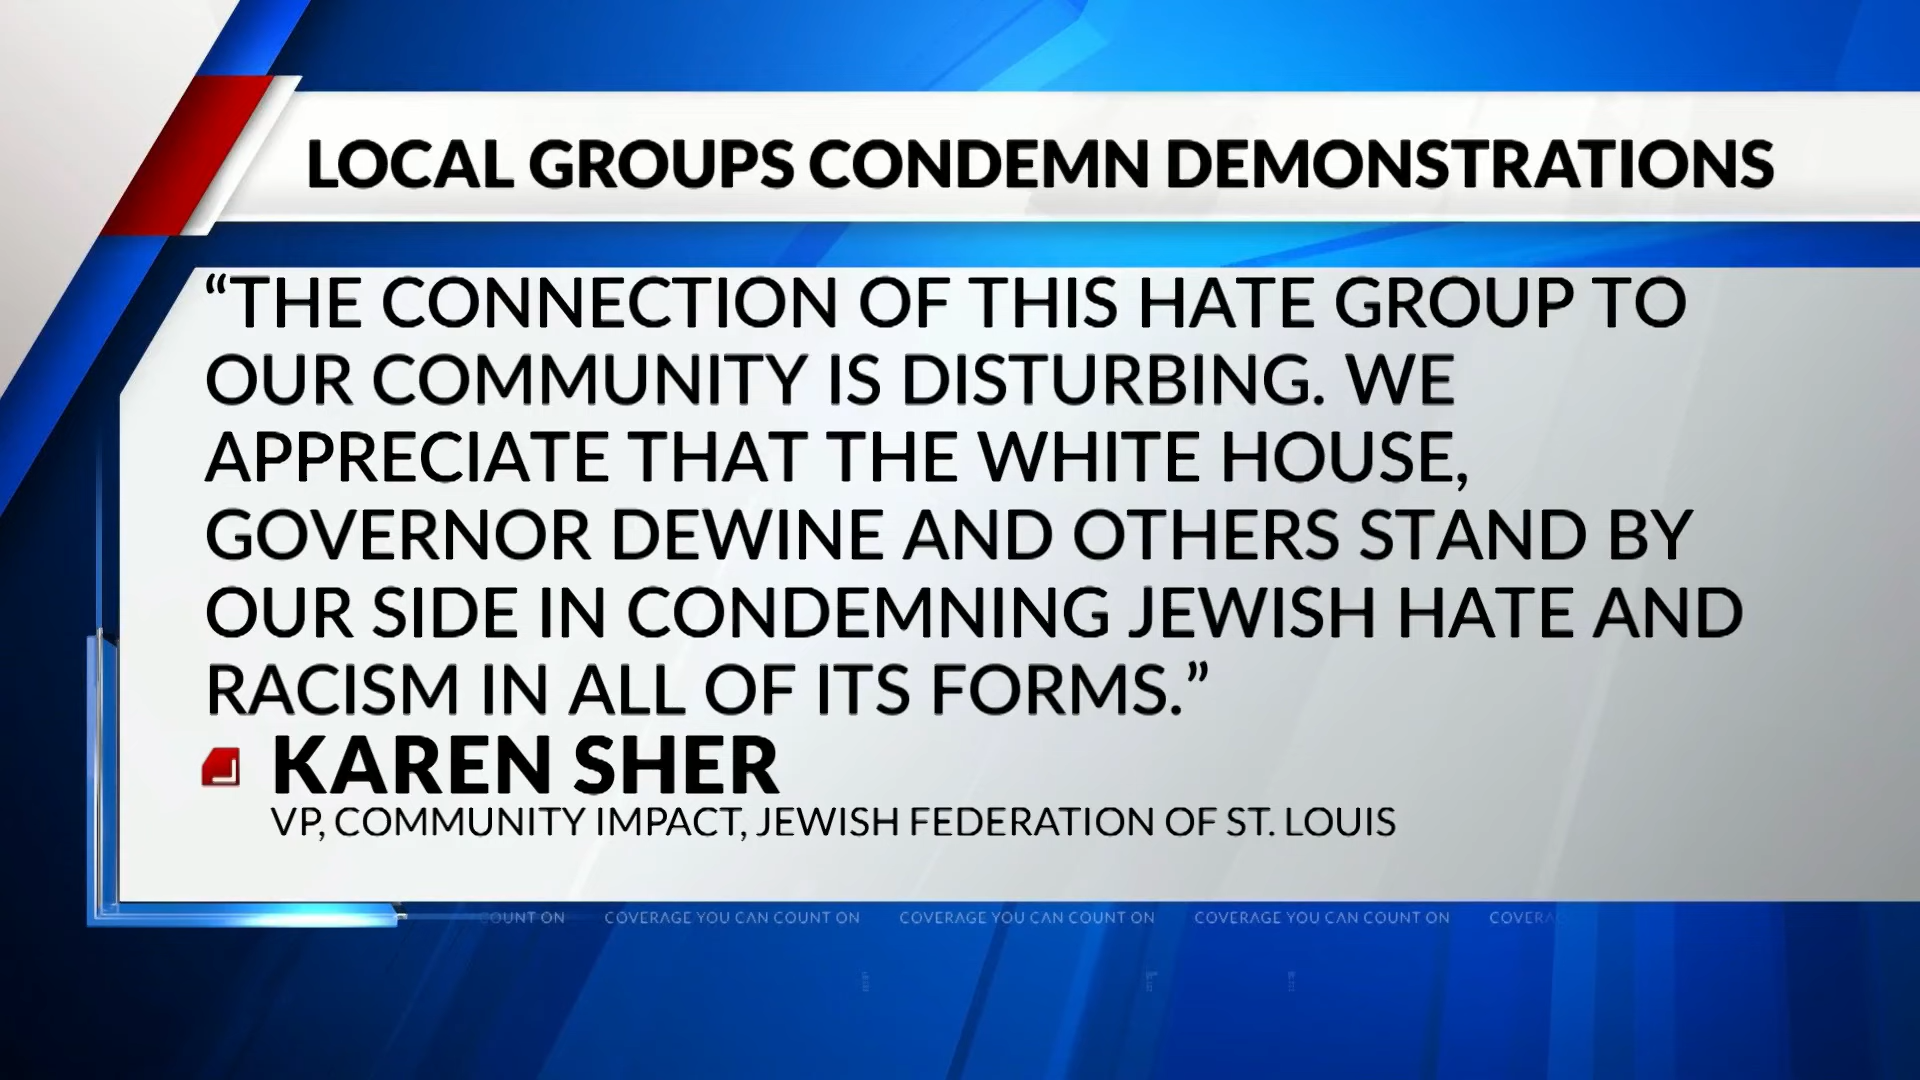 LOCAL GROUPS CONDEMN DEMONSTRATIONS
“THE CONNECTION OF THIS HATE GROUP TO
OUR COMMUNITY IS DISTURBING. WE
APPRECIATE THAT THE WHITE HOUSE,
GOVERNOR DEWINE AND OTHERS STAND BY
OUR SIDE IN CONDEMNING JEWISH HATE AND
RACISM IN ALL OF ITS FORMS.”
KAREN SHER
VP, COMMUNITY IMPACT, JEWISH FEDERATION OF ST. LOUIS
OUNT ON COVERAGE YOU CAN COUNT ON COVERAGE YOU CAN COUNT ON COVERAGE YOU CAN COUNT ON COVERA